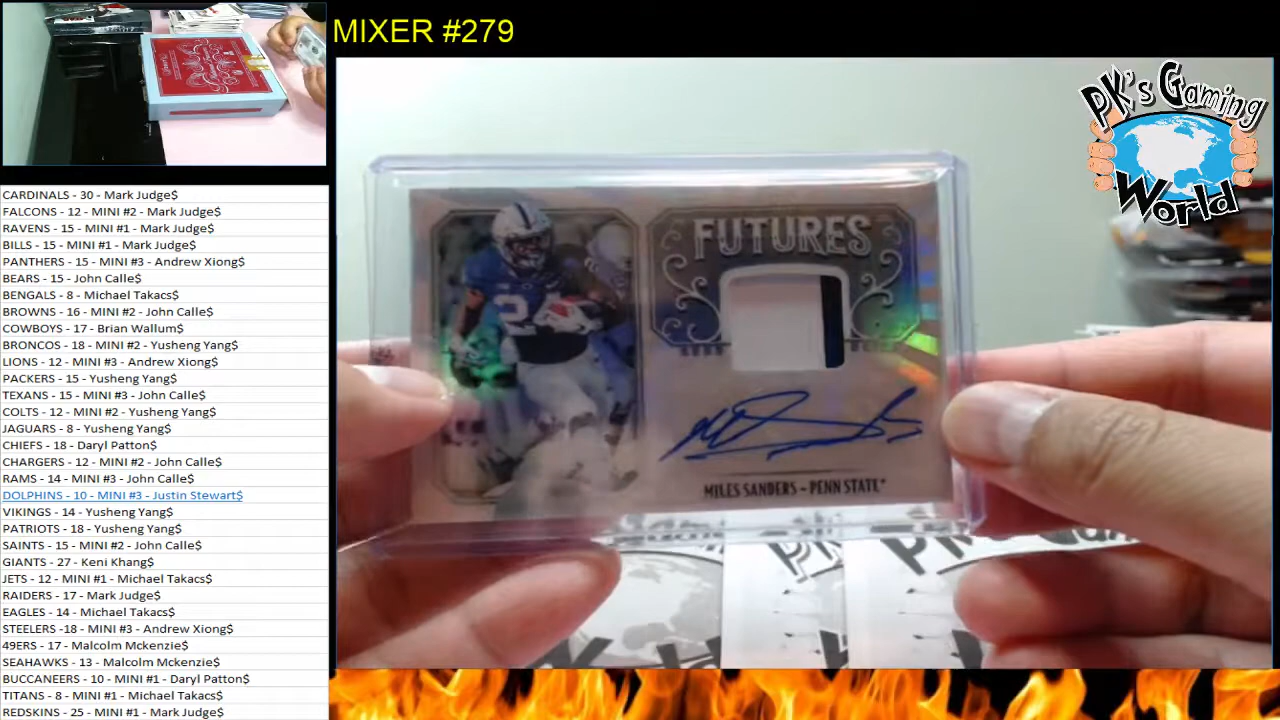 MIXER #279
PK's Gaming
World
CARDINALS - 30 - Mark Judge$
FALCONS - 12 - MINI #2 - Mark Judge$
RAVENS - 15 - MINI #1 - Mark Judge$
BILLS - 15 - MINI #1 - Mark Judge$
PANTHERS - 15 - MINI #3 - Andrew Xiong$
BEARS - 15 - John Calle$
BENGALS - 8 - Michael Takacs$
BROWNS - 16 - MINI #2 - John Calle$
COWBOYS - 17 - Brian Wallum$
BRONCOS - 18 - MINI #2 - Yusheng Yang$
LIONS - 12 - MINI #3 - Andrew Xiong$
PACKERS - 15 - Yusheng Yang$
TEXANS - 15 - MINI #3 - John Calle$
COLTS - 12 - MINI #2 - Yusheng Yang$
JAGUARS - 8 - Yusheng Yang$
CHIEFS - 18 - Daryl Patton$
CHARGERS - 12 - MINI #2 - John Calle$
RAMS - 14 - MINI #3 - John Calle$
DOLPHINS - 10 - MINI #3 - Justin Stewart$
VIKINGS - 14 - Yusheng Yang$
PATRIOTS - 18 - Yusheng Yang$
SAINTS - 15 - MINI #2 - John Calle$
GIANTS - 27 - Keni Khang$
JETS - 12 - MINI #1 - Michael Takacs$
RAIDERS - 17 - Mark Judge$
EAGLES - 14 - Michael Takacs$
STEELERS -18 - MINI #3 - Andrew Xiong$
49ERS - 17 - Malcolm Mckenzie$
SEAHAWKS - 13 - Malcolm Mckenzie$
BUCCANEERS - 10 - MINI #1 - Daryl Patton$
TITANS - 8 - MINI #1 - Michael Takacs$
REDSKINS - 25 - MINI #1 - Mark Judge$
FUTURES
24
MILES SANDERS - PENN STATE